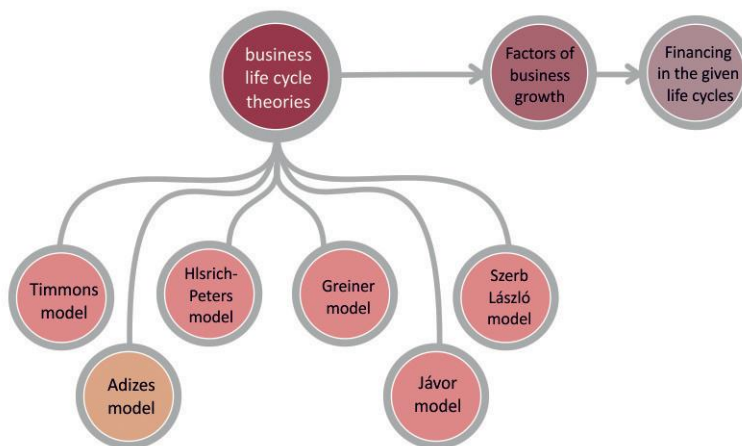 business
life cycle
theories
Factors of
business
growth
Financing
in the given
life cycles
Timmons
model
Hlsrich-
Peters
model
Greiner
model
Szerb
László
model
Adizes
model
Jávor
model